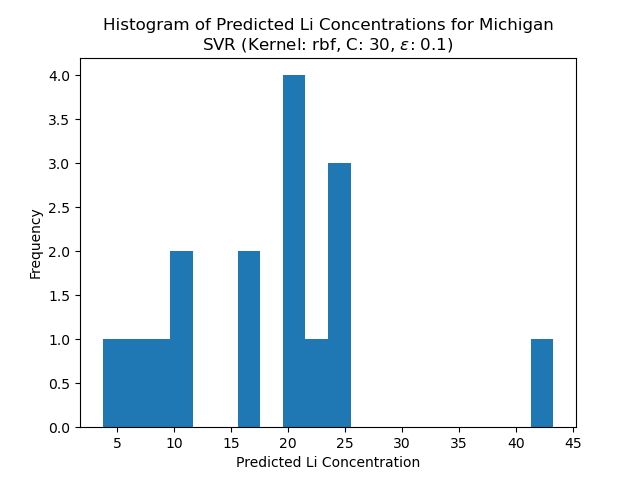 Histogram of Predicted Li Concentrations for Michigan
SVR (Kernel: rbf, C: 30, ε: 0.1)
Frequency
4.0
3.5
3.0
2.5
2.0
1.5
1.0
0.5
0.0
5 10 15 20 25 30 35 40 45
Predicted Li Concentration